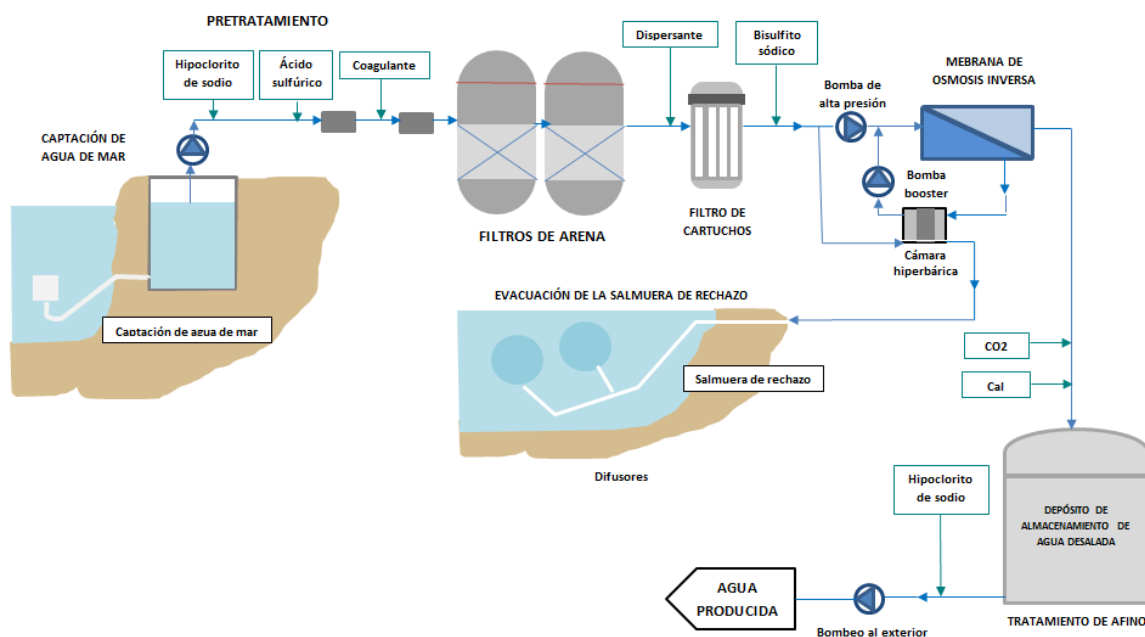 PRETRATAMIENTO
Hipoclorito
de sodio
Ácido
sulfúrico
Coagulante
Dispersante
Bisulfito
sódico
MEBRANA DE
OSMOSIS INVERSA
Bomba de
alta presión
CAPTACIÓN DE
AGUA DE MAR
Bomba
booster
FILTROS DE ARENA
FILTRO DE
CARTUCHOS
Cámara
hiperbárica
EVACUACIÓN DE LA SALMUERA DE RECHAZO
Captación de agua de mar
Salmuera de rechazo
CO2
Cal
Difusores
Hipoclorito
de sodio
DEPÓSITO DE
ALMACENAMIENTO DE
AGUA DESALADA
AGUA
PRODUCIDA
Bombeo al exterior
TRATAMIENTO DE AFINO